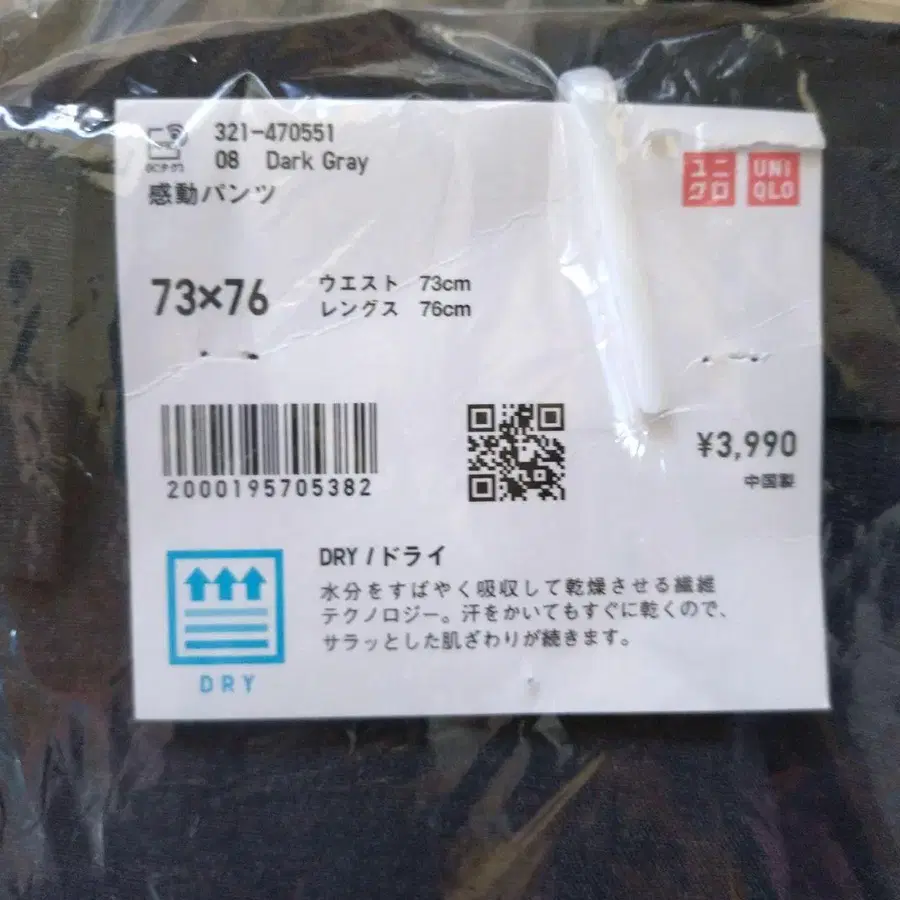 321-470551
08 Dark Gray
感動パンツ
ユニ
クロ
UNI
QLO
73×76
ウエスト 73cm
レングス 76cm
2000195705382
¥3,990
中国製
DRY
DRY / ドライ
水分をすばやく吸収して乾燥させる繊維
テクノロジー。汗をかいてもすぐに乾くので、
サラッとした肌ざわりが続きます。